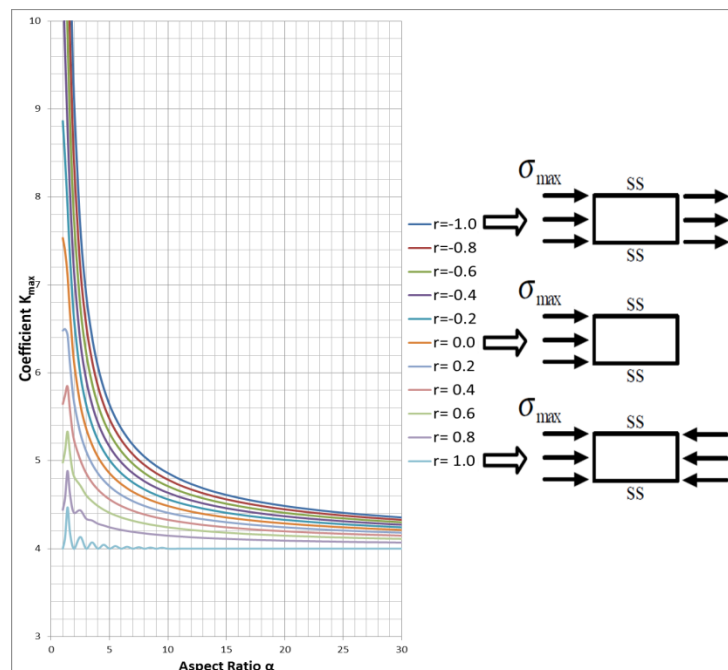 10
9
8
7
6
5
4
3
Coefficient Kmax
0 5 10 15 20 25 30
Aspect Ratio α
r=-1.0
r=-0.8
r=-0.6
r=-0.4
r=-0.2
r= 0.0
r= 0.2
r= 0.4
r= 0.6
r= 0.8
r= 1.0
σmax
SS
SS
σmax
SS
SS
σmax
SS
SS